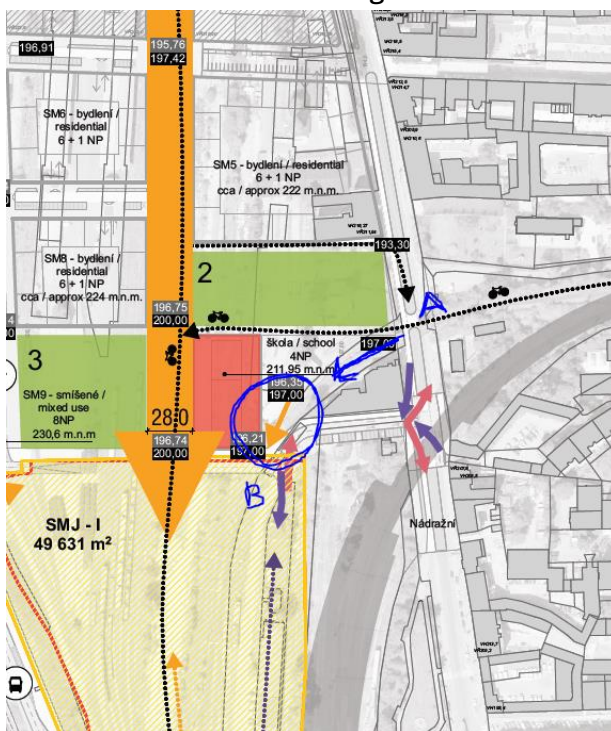 196,91
195,76
197,42
SM6 - bydlení /
residential
6 + 1 NP
SM5 - bydlení / residential
6 + 1 NP
cca / approx 222 m.n.m.
193,30
SM8 - bydlení /
residential
6 + 1 NP
cca / approx 224 m.n.m.
2
A
196,75
200,00
škola / school
4NP
211,95 m.n.m
197,00
3
196,35
197,00
SM9 - smíšené /
mixed use
8NP
230,6 m.n.m
28,0
196,74
200,00
196,21
197,00
B
SMJ - I
49 631 m²
Nádražní